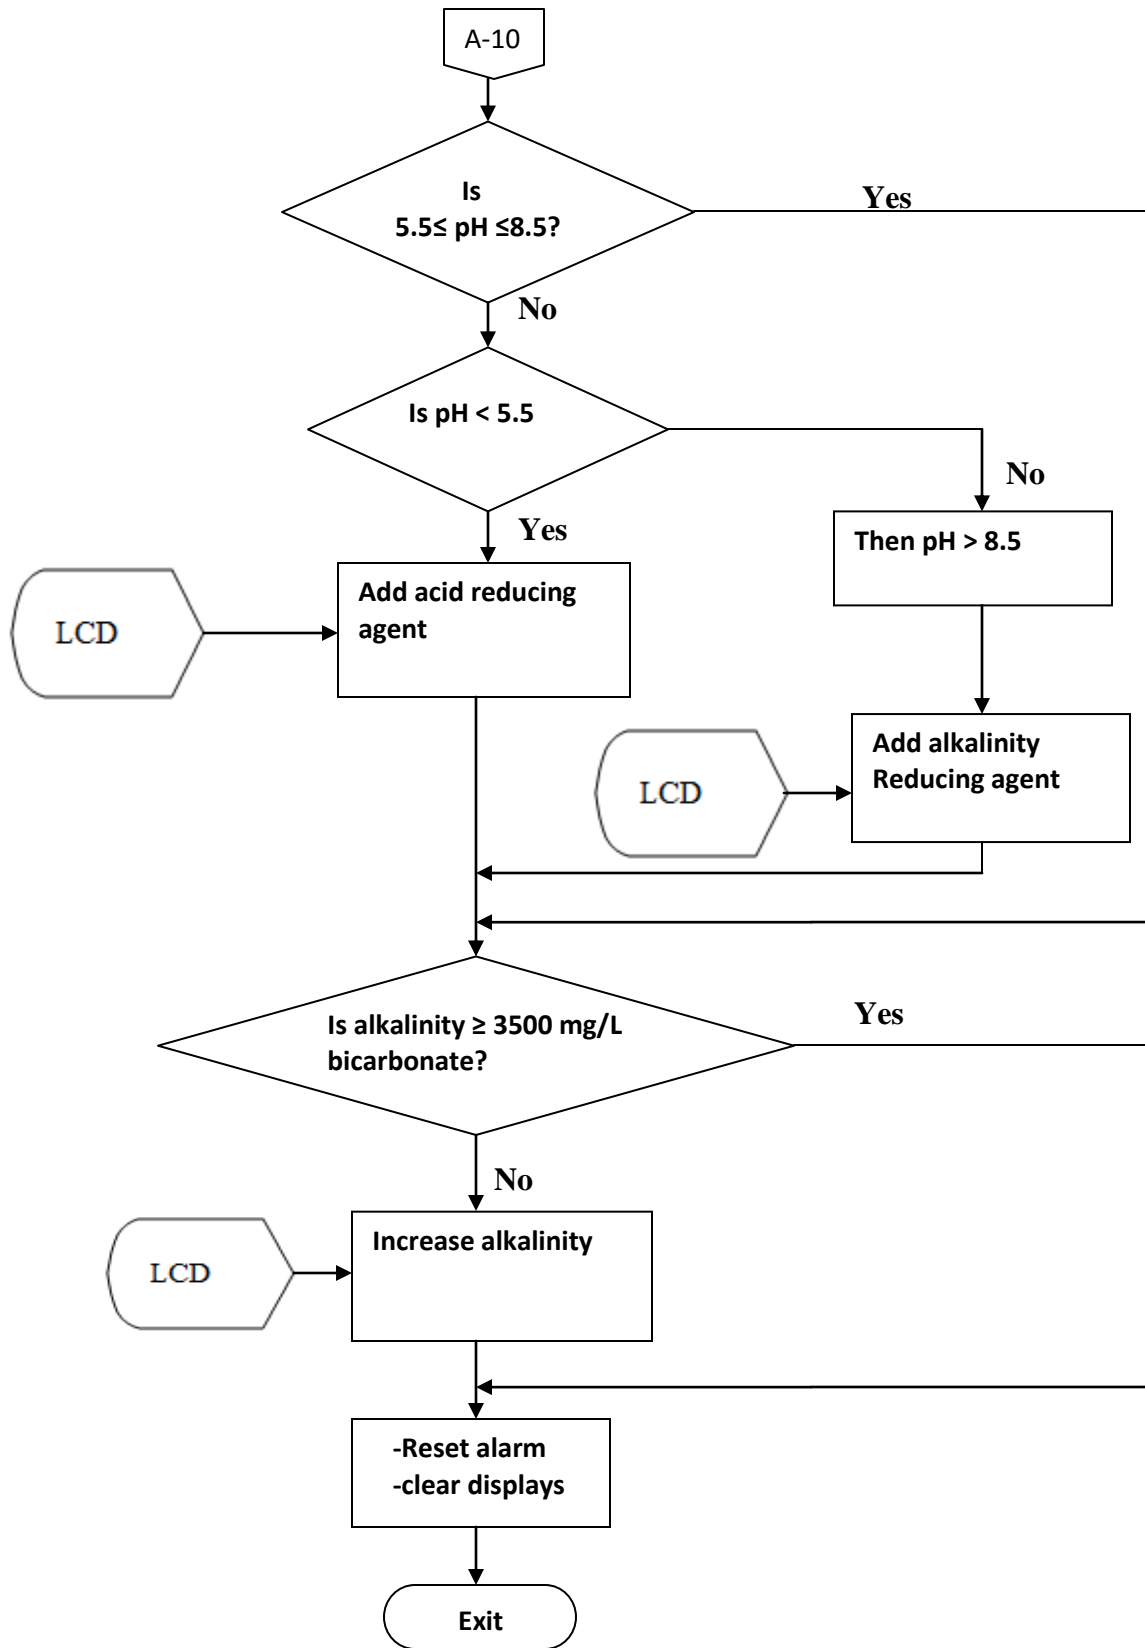 A-10
Is
5.5≤ pH ≤8.5?
Yes
No
Is pH < 5.5
No
Yes
Then pH > 8.5
Add acid reducing
agent
LCD
Add alkalinity
Reducing agent
LCD
Is alkalinity ≥ 3500 mg/L
bicarbonate?
Yes
No
Increase alkalinity
LCD
-Reset alarm
-clear displays
Exit